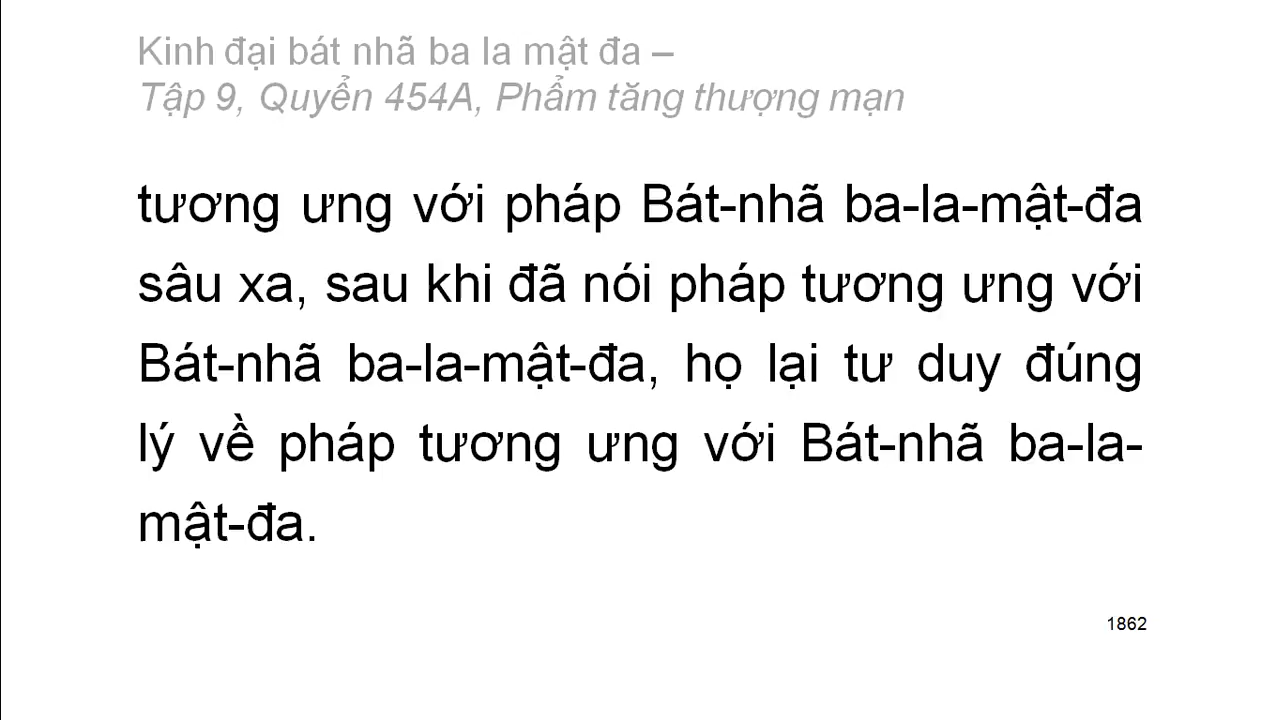 Kinh đại bát nhã ba la mật đa –
Tập 9, Quyển 454A, Phẩm tăng thượng mạn
tương ưng với pháp Bát-nhã ba-la-mật-đa
sâu xa, sau khi đã nói pháp tương ưng với
Bát-nhã ba-la-mật-đa, họ lại tư duy đúng
lý về pháp tương ưng với Bát-nhã ba-la-
mật-đa.
1862